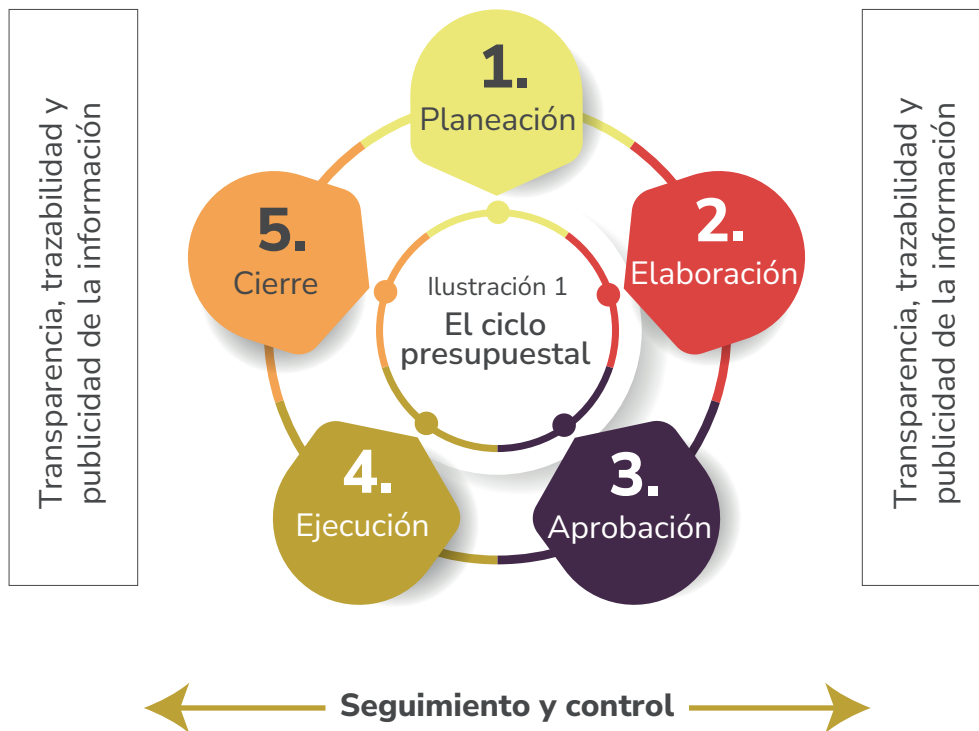 Transparencia, trazabilidad y
publicidad de la información
1.
Planeación
2.
Elaboración
3.
Aprobación
4.
Ejecución
5.
Cierre
Ilustración 1
El ciclo
presupuestal
Transparencia, trazabilidad y
publicidad de la información
Seguimiento y control